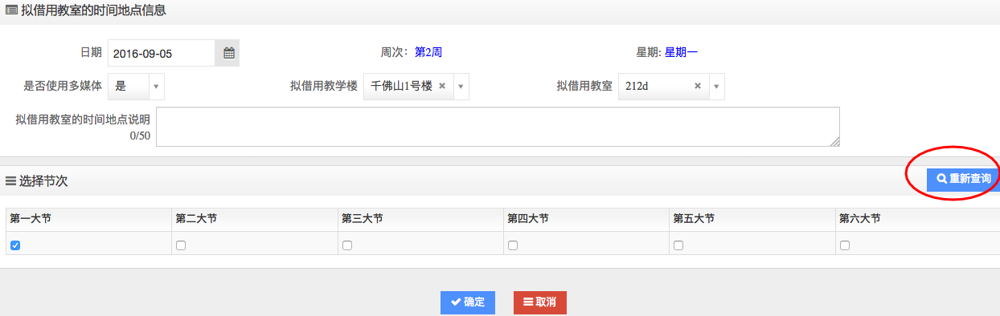 拟借用教室的时间地点信息
日期 2016-09-05 周次: 第2周 星期: 星期一
是否使用多媒体 是 拟借用教学楼 千佛山1号楼 拟借用教室 212d
拟借用教室的时间地点说明
0/50
选择节次 重新查询
第一大节 第二大节 第三大节 第四大节 第五大节 第六大节
确定 取消